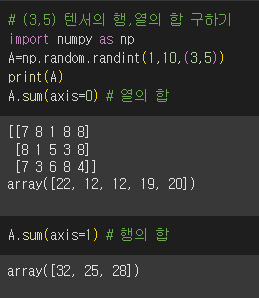 # (3,5) 텐서의 행,열의 합 구하기
import numpy as np
A=np.random.randint(1,10,(3,5))
print(A)
A.sum(axis=0) # 열의 합
[[7 8 1 8 8]
 [8 1 5 3 8]
 [7 3 6 8 4]]
array([22, 12, 12, 19, 20])
A.sum(axis=1) # 행의 합
array([32, 25, 28])